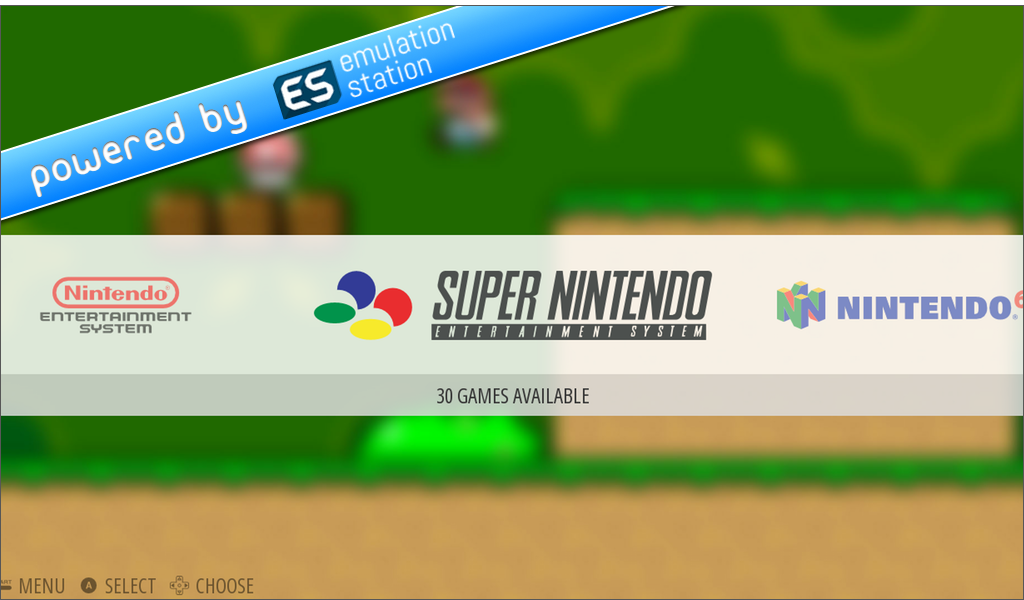 powered by
ES
emulation
station
Nintendo®
ENTERTAINMENT
SYSTEM
SUPER NINTENDO
ENTERTAINMENT SYSTEM
NINTENDO 6
30 GAMES AVAILABLE
MENU A SELECT CHOOSE